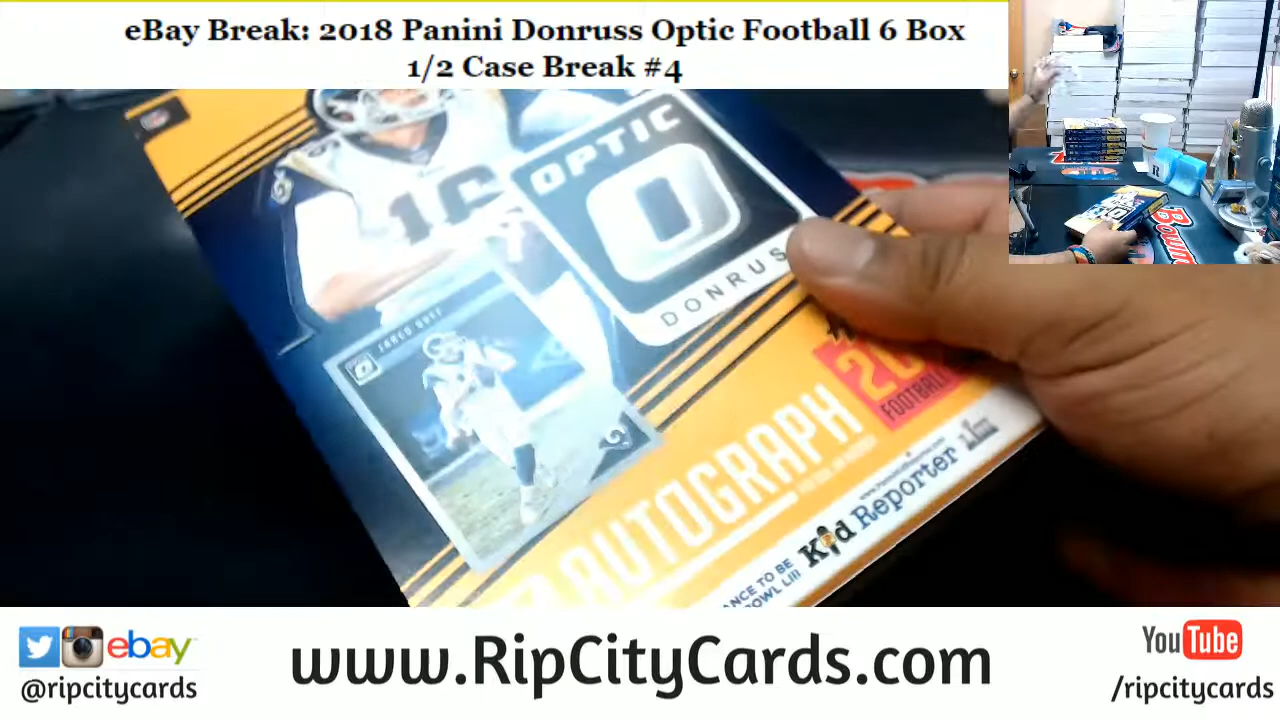 eBay Break: 2018 Panini Donruss Optic Football 6 Box
1/2 Case Break #4
OPTIC
DONRUSS
16
JARED GOFF
AUTOGRAPH
FOOTBALL
Kid Reporter
www.RipCityCards.com
ebay
@ripcitycards
YouTube
/ripcitycards